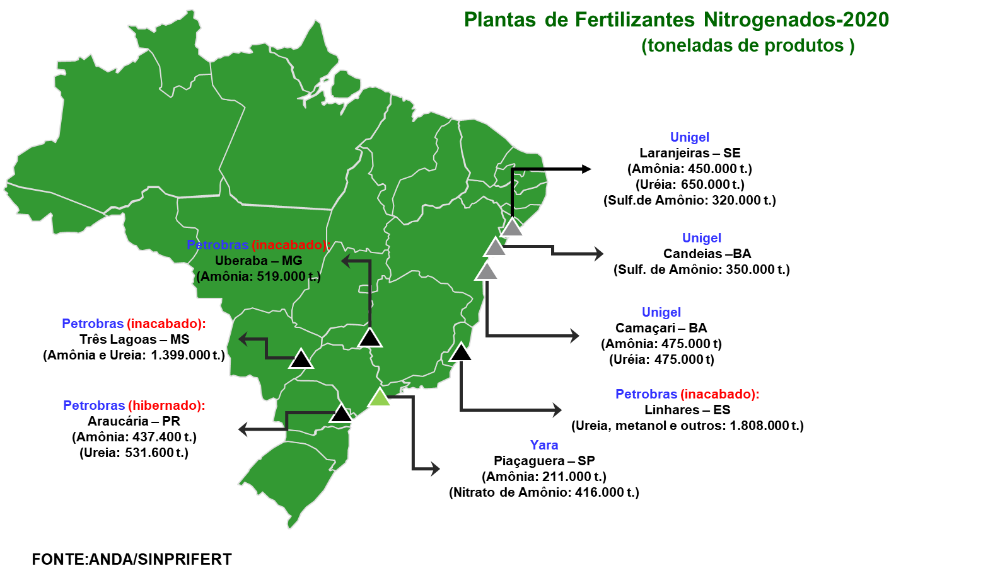 Plantas de Fertilizantes Nitrogenados-2020
(toneladas de produtos )
Unigel
Laranjeiras – SE
(Amônia: 450.000 t.)
(Uréia: 650.000 t.)
(Sulf.de Amônio: 320.000 t.)
Petrobras (inacabado):
Uberaba – MG
(Amônia: 519.000 t.)
Unigel
Candeias –BA
(Sulf. de Amônio: 350.000 t.)
Petrobras (inacabado):
Três Lagoas – MS
(Amônia e Ureia: 1.399.000 t.)
Unigel
Camaçari – BA
(Amônia: 475.000 t)
(Uréia: 475.000 t)
Petrobras (hibernado):
Araucária – PR
(Amônia: 437.400 t.)
(Ureia: 531.600 t.)
Petrobras (inacabado):
Linhares – ES
(Ureia, metanol e outros: 1.808.000 t.)
Yara
Piaçaguera – SP
(Amônia: 211.000 t.)
(Nitrato de Amônio: 416.000 t.)
FONTE:ANDA/SINPRIFERT